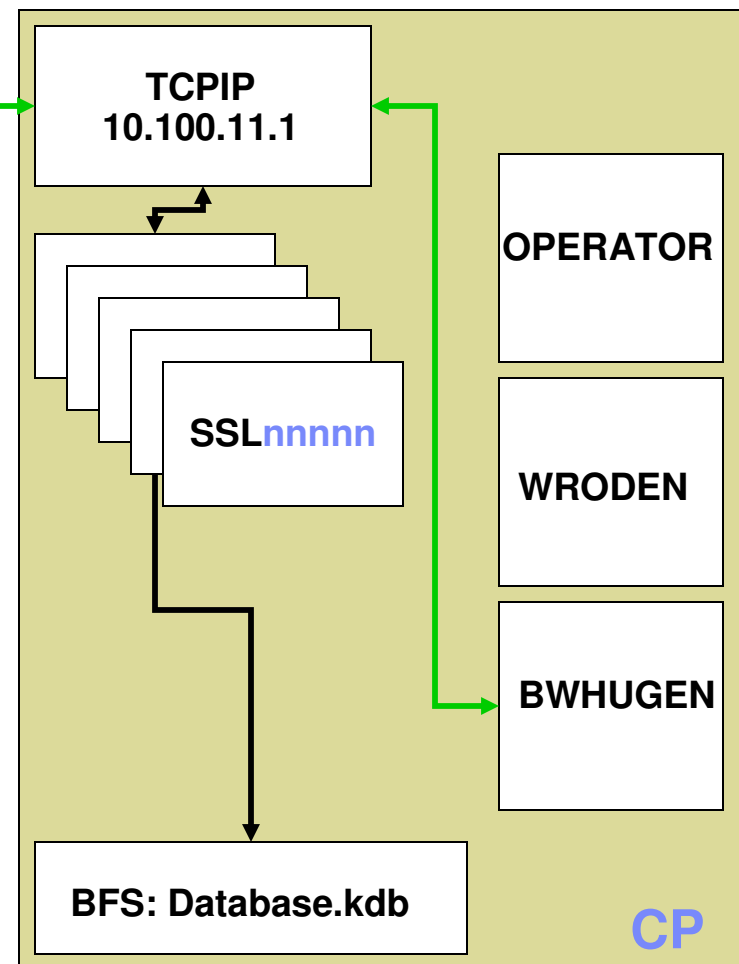 TCPIP
10.100.11.1
OPERATOR
SSLnnnnn
WRODEN
BWHUGEN
BFS: Database.kdb
CP